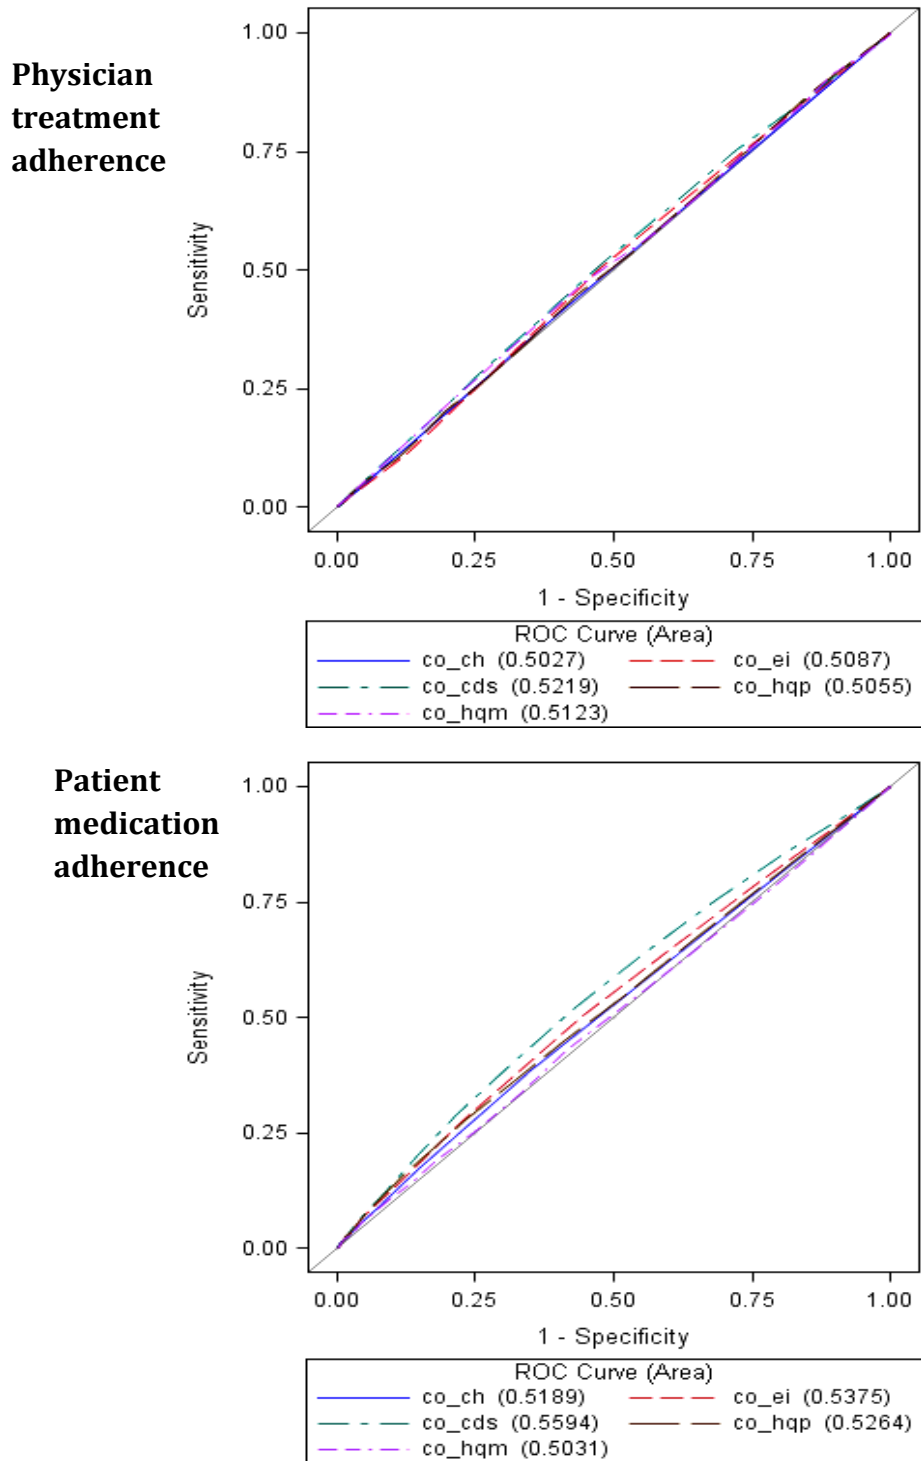 Physician
treatment
adherence
1.00
0.75
0.50
0.25
0.00
Sensitivity
0.00 0.25 0.50 0.75 1.00
1 - Specificity
ROC Curve (Area)
co_ch (0.5027) co_ei (0.5087)
co_cds (0.5219) co_hqp (0.5055)
co_hqm (0.5123)
Patient
medication
adherence
1.00
0.75
0.50
0.25
0.00
Sensitivity
0.00 0.25 0.50 0.75 1.00
1 - Specificity
ROC Curve (Area)
co_ch (0.5189) co_ei (0.5375)
co_cds (0.5594) co_hqp (0.5264)
co_hqm (0.5031)